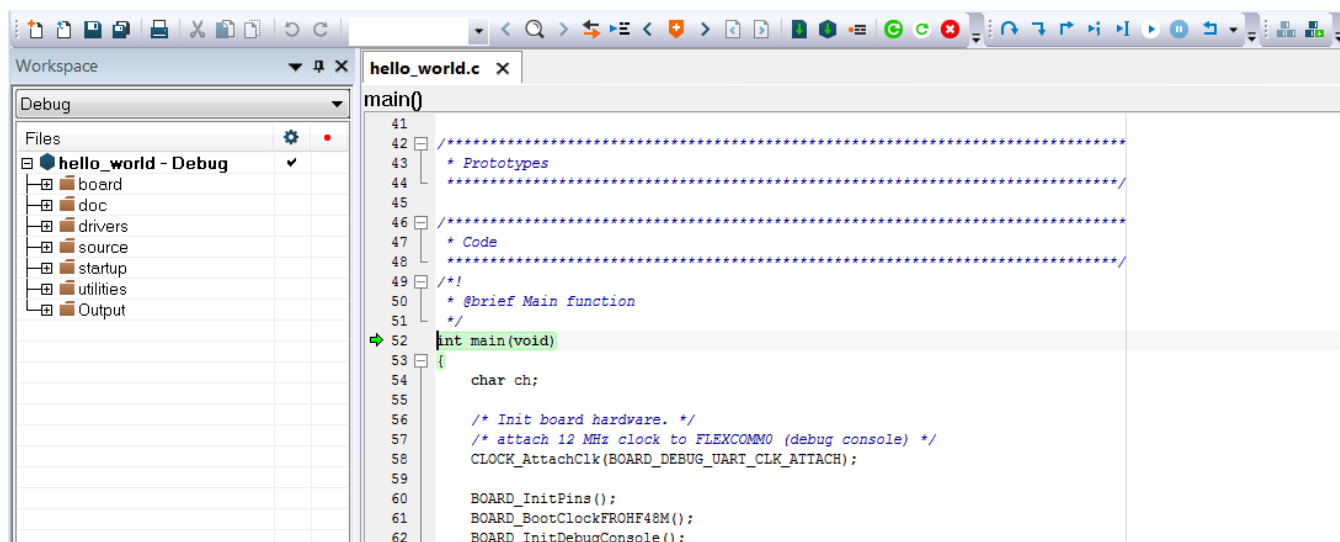 Workspace
Debug
Files
hello_world - Debug
board
doc
drivers
source
startup
utilities
Output
hello_world.c
main()
41
42 /*******************************************************************************
43  * Prototypes
44  ******************************************************************************/
45
46 /*******************************************************************************
47  * Code
48  ******************************************************************************/
49 /*!
50  * @brief Main function
51  */
52 int main(void)
53 {
54     char ch;
55
56     /* Init board hardware. */
57     /* attach 12 MHz clock to FLEXCOMM0 (debug console) */
58     CLOCK_AttachClk(BOARD_DEBUG_UART_CLK_ATTACH);
59
60     BOARD_InitPins();
61     BOARD_BootClockFROHF48M();
62     BOARD_InitDebugConsole();